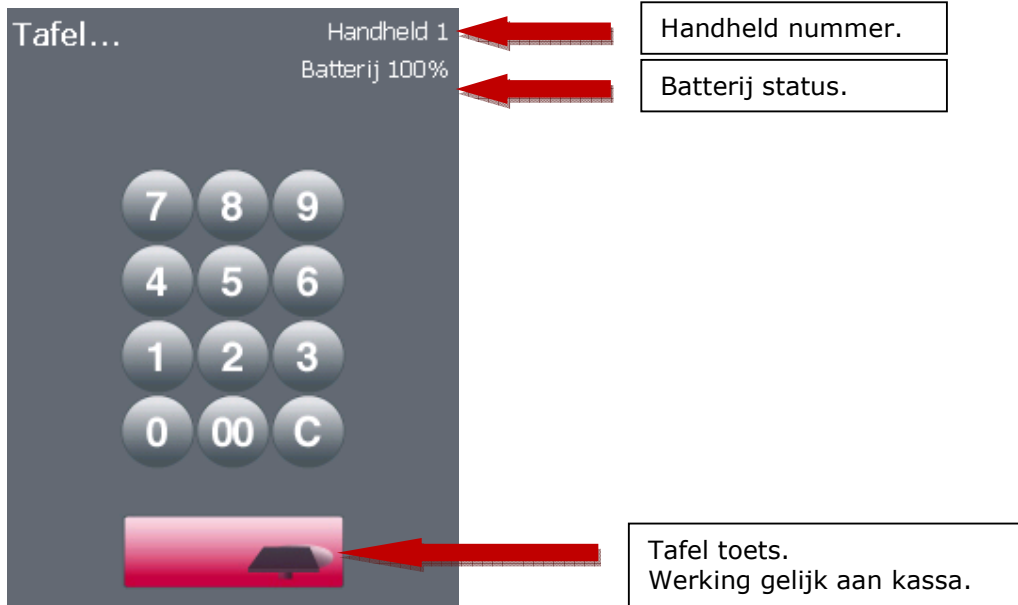 Tafel...
Handheld 1
Handheld nummer.
Batterij 100%
Batterij status.
7 8 9
4 5 6
1 2 3
0 00 C
Tafel toets.
Werking gelijk aan kassa.